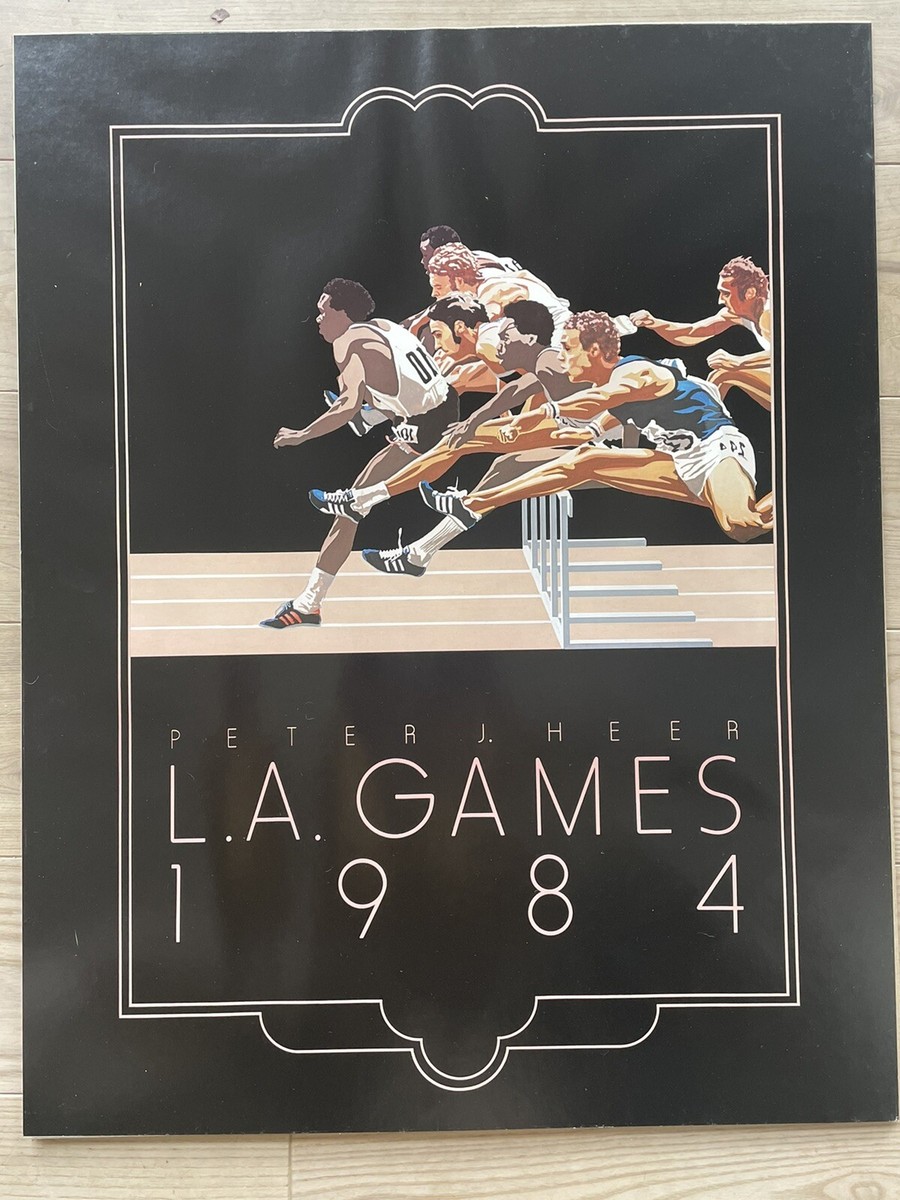 PETER J. HEER
L.A. GAMES
1984